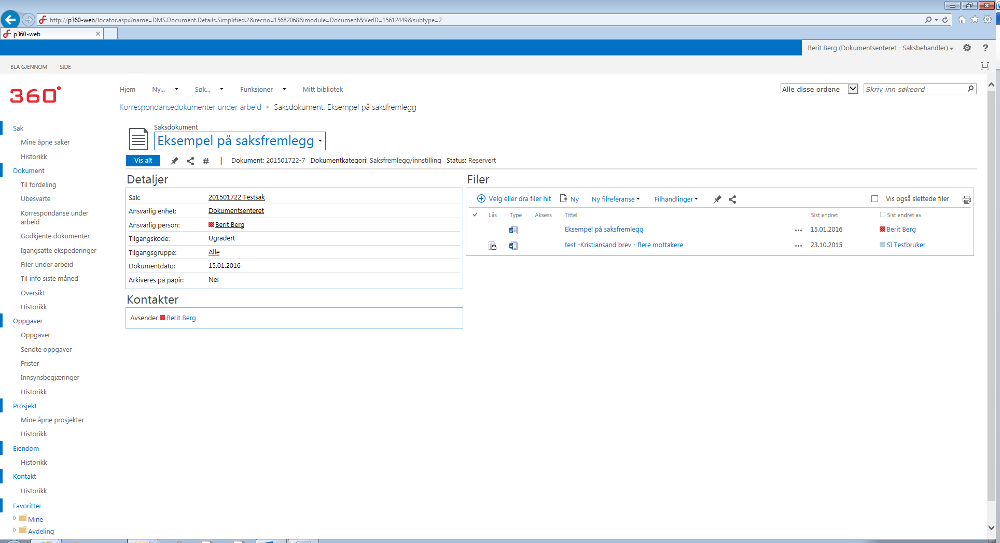 http://p360-web/locator.aspx?name=DMS.Document.Details.Simplified.2&recno=15682068&module=Document&VerID=15612449&subtype=2
p360-web
Berit Berg (Dokumentsenteret - Saksbehandler)
?
BLA GJENNOM SIDE
360°
Hjem Ny... Søk... Funksjoner Mitt bibliotek
Alle disse ordene
Skriv inn søkeord
Korrespondansedokumenter under arbeid Saksdokument: Eksempel på saksfremlegg
Sak
Mine åpne saker
Historikk
Dokument
Til fordeling
Ubesvarte
Korrespondanse under
arbeid
Godkjente dokumenter
Igangsatte ekspederinger
Filer under arbeid
Til info siste måned
Oversikt
Historikk
Oppgaver
Oppgaver
Sendte oppgaver
Frister
Innsynsbegjæringer
Historikk
Prosjekt
Mine åpne prosjekter
Historikk
Eiendom
Historikk
Kontakt
Historikk
Favoritter
Mine
Avdeling
Saksdokument
Eksempel på saksfremlegg
Vis alt # | Dokument: 201501722-7 Dokumentkategori: Saksfremlegg/innstilling Status: Reservert
Detaljer
Sak: 201501722 Testsak
Ansvarlig enhet: Dokumentsenteret
Ansvarlig person: Berit Berg
Tilgangskode: Ugradert
Tilgangsgruppe: Alle
Dokumentdato: 15.01.2016
Arkiveres på papir: Nei
Kontakter
Avsender Berit Berg
Filer
Velg eller dra filer hit Ny Ny filreferanse Filhandlinger Vis også slettede filer
Lås Type Aksess Tittel Sist endret Sist endret av
Eksempel på saksfremlegg ... 15.01.2016 Berit Berg
test -Kristiansand brev - flere mottakere ... 23.10.2015 SI Testbruker